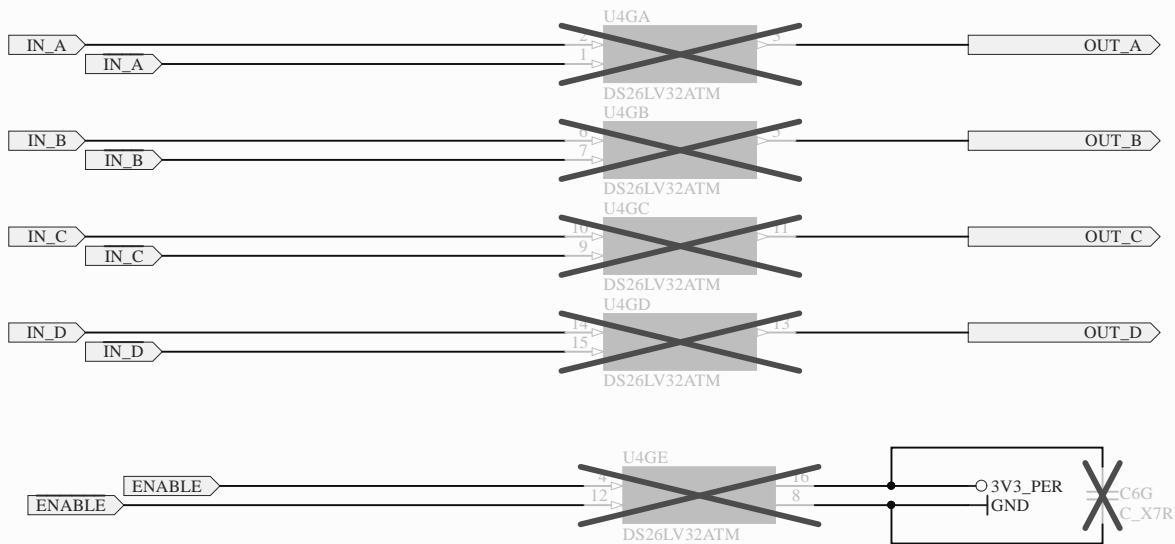 U4GA
IN_A 2 3 OUT_A
IN_A 1
DS26LV32ATM
U4GB
IN_B 6 5 OUT_B
IN_B 7
DS26LV32ATM
U4GC
IN_C 10 11 OUT_C
IN_C 9
DS26LV32ATM
U4GD
IN_D 14 13 OUT_D
IN_D 15
DS26LV32ATM
U4GE
ENABLE 4 16 3V3_PER
ENABLE 12 8 GND
C6G
C_X7R
DS26LV32ATM